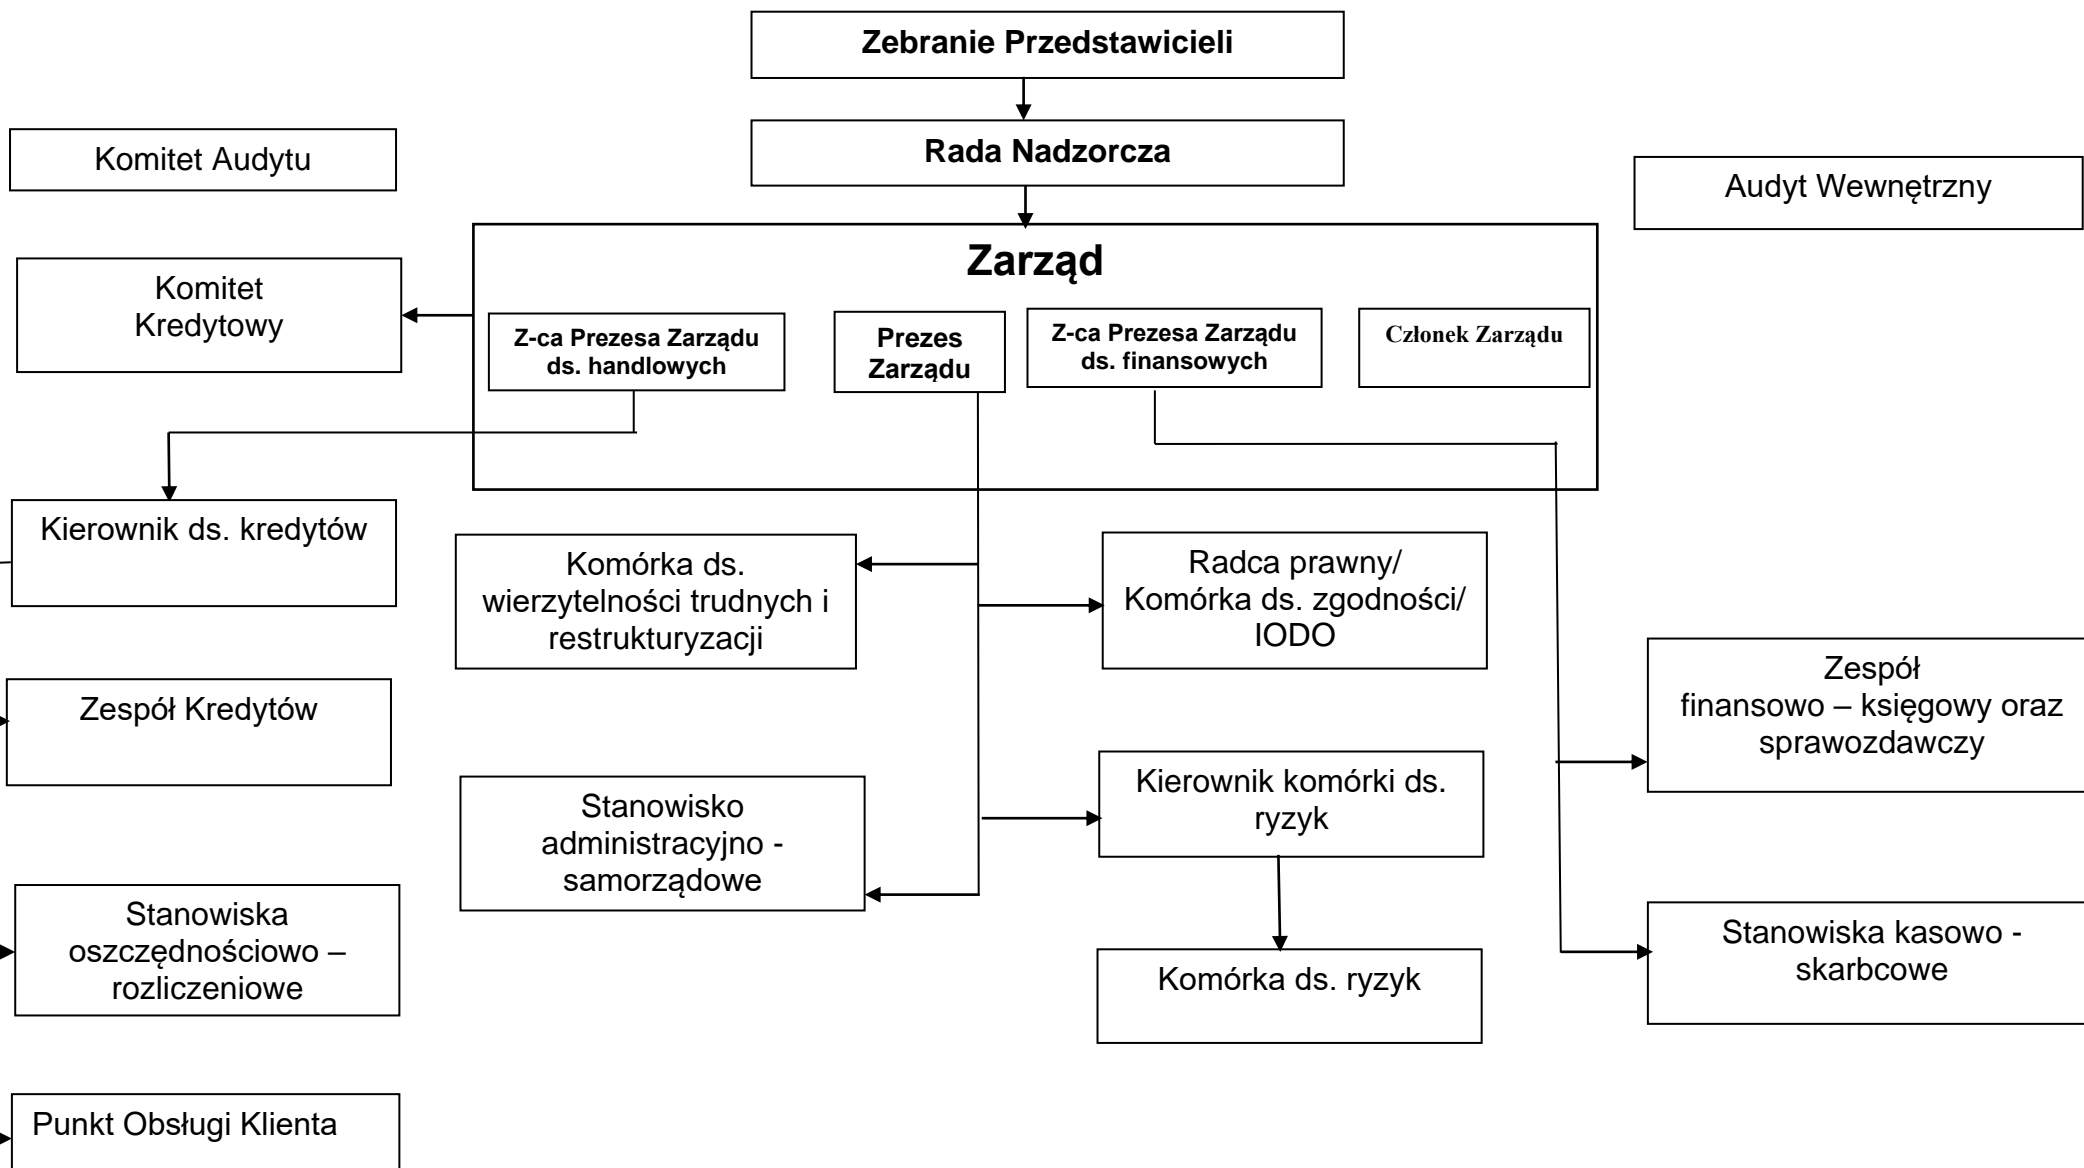 Zebranie Przedstawicieli
Rada Nadzorcza
Komitet Audytu
Audyt Wewnętrzny
Zarząd
Komitet
Kredytowy
Z-ca Prezesa Zarządu
ds. handlowych
Prezes
Zarządu
Z-ca Prezesa Zarządu
ds. finansowych
Członek Zarządu
Kierownik ds. kredytów
Komórka ds.
wierzytelności trudnych i
restrukturyzacji
Radca prawny/
Komórka ds. zgodności/
IODO
Zespół
finansowo – księgowy oraz
sprawozdawczy
Zespół Kredytów
Stanowisko
administracyjno -
samorządowe
Kierownik komórki ds.
ryzyk
Stanowiska
oszczędnościowo –
rozliczeniowe
Komórka ds. ryzyk
Stanowiska kasowo -
skarbcowe
Punkt Obsługi Klienta